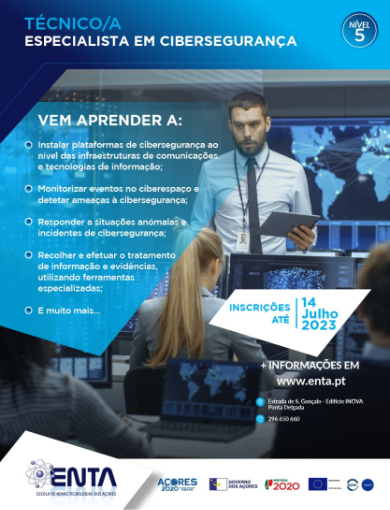 TÉCNICO/A
ESPECIALISTA EM CIBERSEGURANÇA
NÍVEL
5
VEM APRENDER A:
Instalar plataformas de cibersegurança ao
nível das infraestruturas de comunicações
e tecnologias de informação;
Monitorizar eventos no ciberespaço e
detetar ameaças à cibersegurança;
Responder a situações anómalas e
incidentes de cibersegurança;
Recolher e efetuar o tratamento
de informação e evidências,
utilizando ferramentas
especializadas;
E muito mais...
INSCRIÇÕES
ATÉ
14
Julho
2023
+ INFORMAÇÕES EM
www.enta.pt
Estrada de S. Gonçalo - Edifício INOVA
Ponta Delgada
296 650 660
ENTA
ESCOLA DE NOVAS TECNOLOGIAS DOS AÇORES
AÇORES
2020
GOVERNO
DOS AÇORES
PORTUGAL
2020